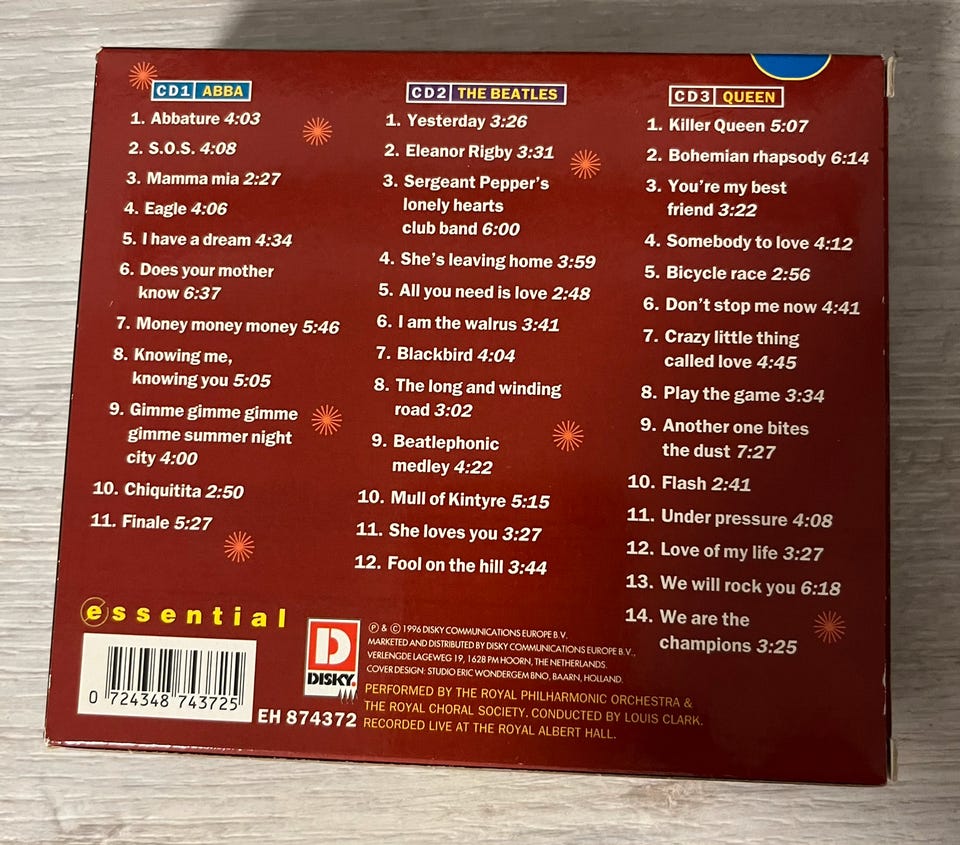 CD1 ABBA
1. Abbature 4:03
2. S.O.S. 4:08
3. Mamma mia 2:27
4. Eagle 4:06
5. I have a dream 4:34
6. Does your mother
know 6:37
7. Money money money 5:46
8. Knowing me,
knowing you 5:05
9. Gimme gimme gimme
gimme summer night
city 4:00
10. Chiquitita 2:50
11. Finale 5:27
CD2 THE BEATLES
1. Yesterday 3:26
2. Eleanor Rigby 3:31
3. Sergeant Pepper's
lonely hearts
club band 6:00
4. She's leaving home 3:59
5. All you need is love 2:48
6. I am the walrus 3:41
7. Blackbird 4:04
8. The long and winding
road 3:02
9. Beatlephonic
medley 4:22
10. Mull of Kintyre 5:15
11. She loves you 3:27
12. Fool on the hill 3:44
CD3 QUEEN
1. Killer Queen 5:07
2. Bohemian rhapsody 6:14
3. You're my best
friend 3:22
4. Somebody to love 4:12
5. Bicycle race 2:56
6. Don't stop me now 4:41
7. Crazy little thing
called love 4:45
8. Play the game 3:34
9. Another one bites
the dust 7:27
10. Flash 2:41
11. Under pressure 4:08
12. Love of my life 3:27
13. We will rock you 6:18
14. We are the
champions 3:25
essential
0 724348 743725
EH 874372
D
DISKY.
Ⓟ & © 1996 DISKY COMMUNICATIONS EUROPE B.V.
MARKETED AND DISTRIBUTED BY DISKY COMMUNICATIONS EUROPE B.V.,
VERLENGDE LAGEWEG 19, 1628 PM HOORN, THE NETHERLANDS.
COVER DESIGN: STUDIO ERIC WONDERGEM BNO, BAARN, HOLLAND.
PERFORMED BY THE ROYAL PHILHARMONIC ORCHESTRA &
THE ROYAL CHORAL SOCIETY. CONDUCTED BY LOUIS CLARK.
RECORDED LIVE AT THE ROYAL ALBERT HALL.